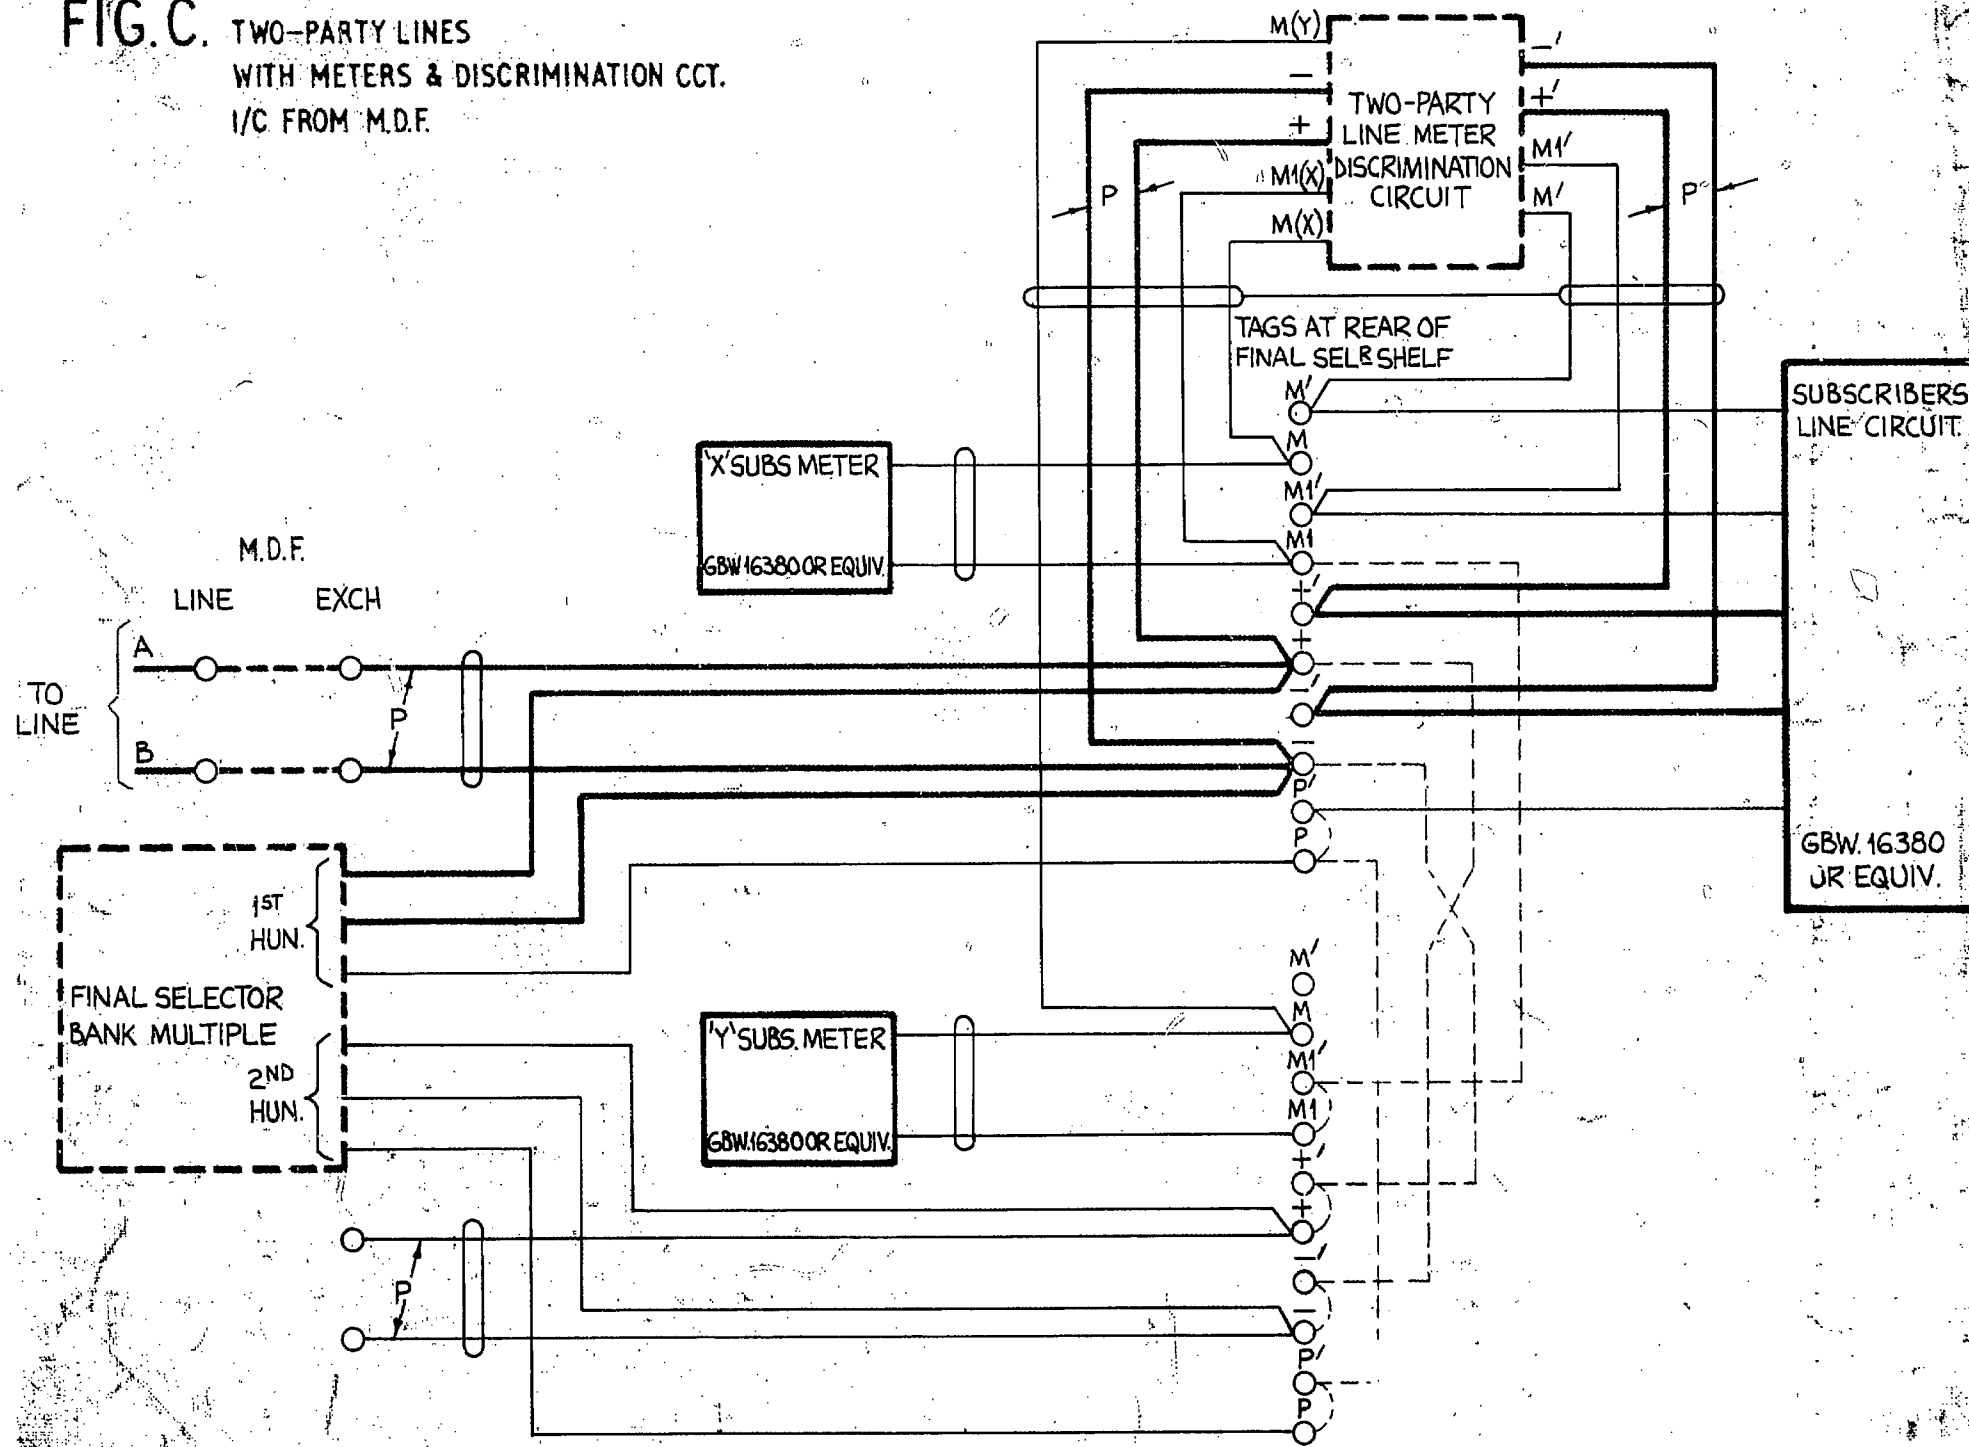 FIG. C. TWO-PARTY LINES
WITH METERS & DISCRIMINATION CCT.
I/C FROM M.D.F.
M(Y)
−
+
M1(X)
M(X)
TWO-PARTY
LINE METER
DISCRIMINATION
CIRCUIT
−′
+′
M1′
M′
P
P
TAGS AT REAR OF
FINAL SELR SHELF
SUBSCRIBERS
LINE CIRCUIT.
GBW.16380
OR EQUIV.
'X' SUBS METER
GBW16380 OR EQUIV.
M′
M
M1′
M1
+′
+
−′
−
P′
P
M.D.F.
LINE
EXCH
A
TO
LINE
B
P
1ST
HUN.
FINAL SELECTOR
BANK MULTIPLE
2ND
HUN.
'Y' SUBS. METER
GBW.16380 OR EQUIV.
M′
M
M1′
M1
+′
+
−′
−
P′
P
P